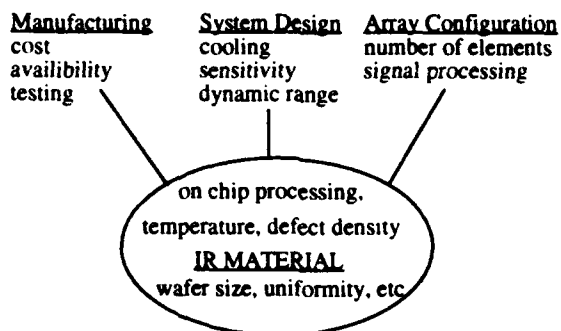 Manufacturing
cost
availibility
testing
System Design
cooling
sensitivity
dynamic range
Array Configuration
number of elements
signal processing
on chip processing,
temperature, defect density
IR MATERIAL
wafer size, uniformity, etc